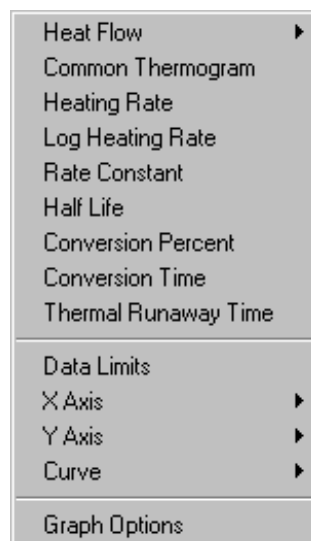 Heat Flow
Common Thermogram
Heating Rate
Log Heating Rate
Rate Constant
Half Life
Conversion Percent
Conversion Time
Thermal Runaway Time
Data Limits
X Axis
Y Axis
Curve
Graph Options